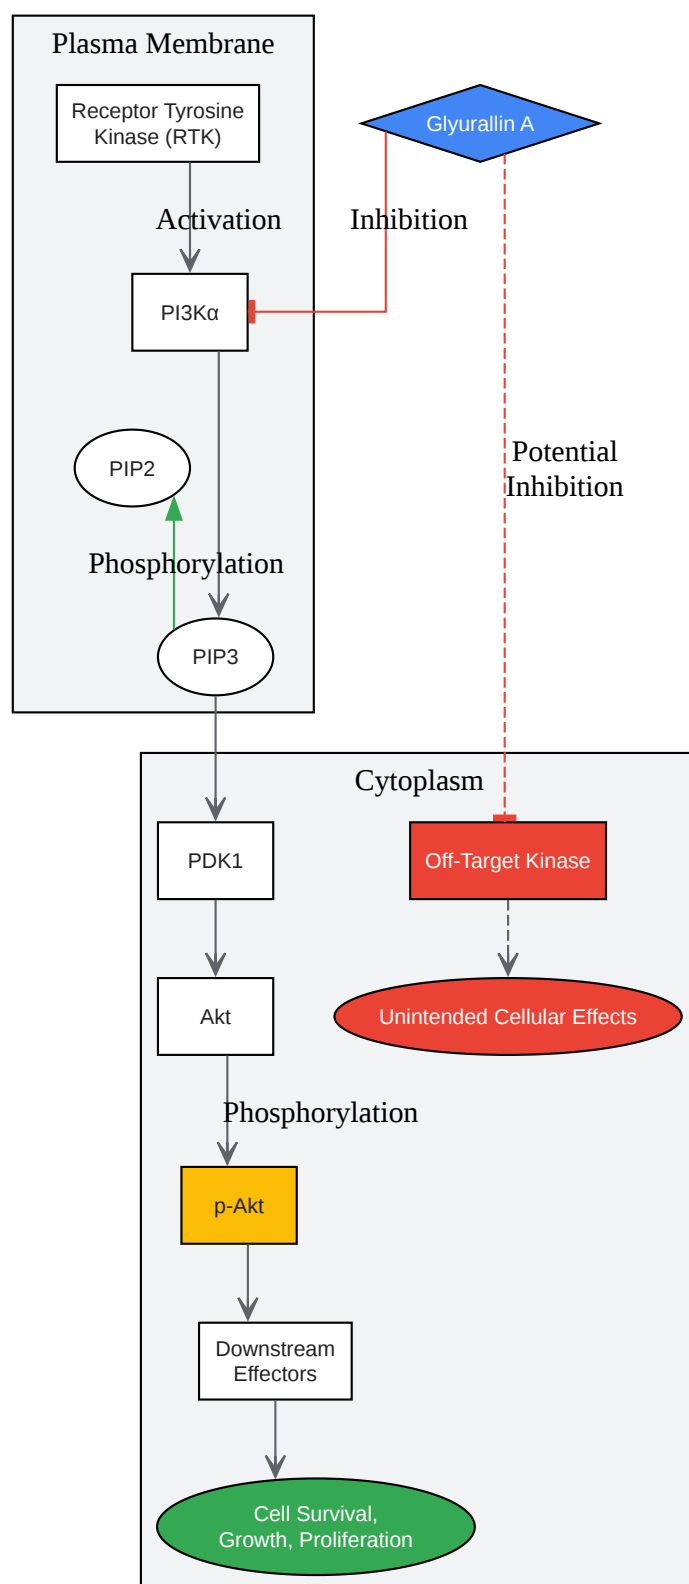 Plasma Membrane
Receptor Tyrosine
Kinase (RTK)
Glyurallin A
Activation
Inhibition
PI3Kα
PIP2
Potential
Inhibition
Phosphorylation
PIP3
Cytoplasm
PDK1
Off-Target Kinase
Akt
Unintended Cellular Effects
Phosphorylation
p-Akt
Downstream
Effectors
Cell Survival,
Growth, Proliferation